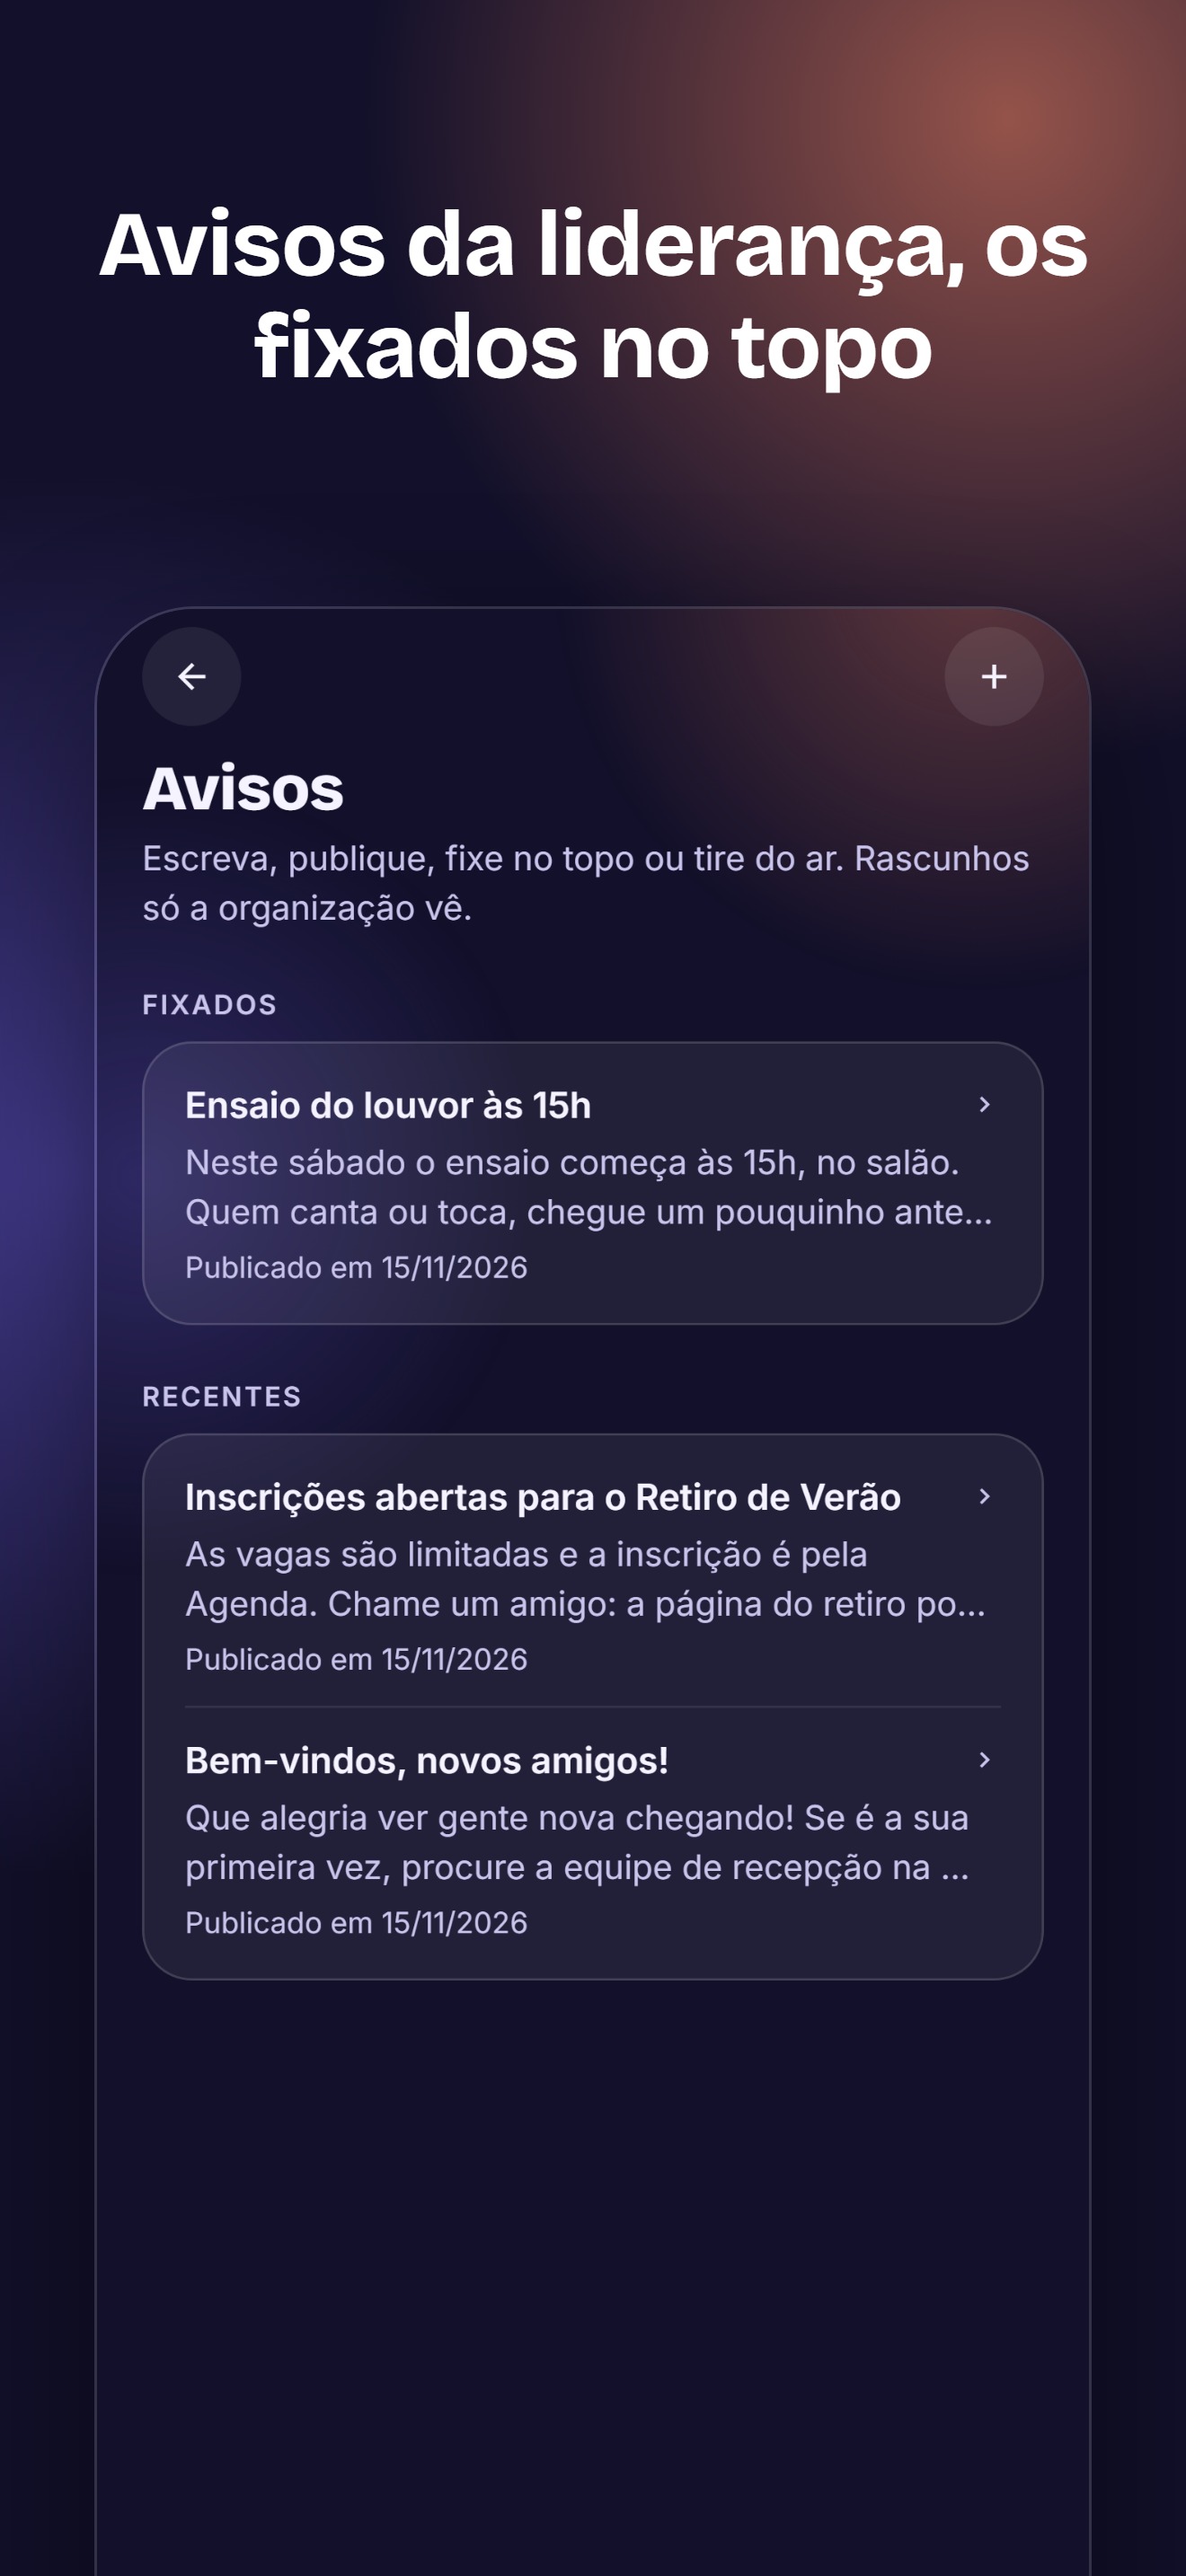 Avisos da liderança, os
fixados no topo
Avisos
Escreva, publique, fixe no topo ou tire do ar. Rascunhos
só a organização vê.
FIXADOS
Ensaio do louvor às 15h
Neste sábado o ensaio começa às 15h, no salão.
Quem canta ou toca, chegue um pouquinho ante...
Publicado em 15/11/2026
RECENTES
Inscrições abertas para o Retiro de Verão
As vagas são limitadas e a inscrição é pela
Agenda. Chame um amigo: a página do retiro po...
Publicado em 15/11/2026
Bem-vindos, novos amigos!
Que alegria ver gente nova chegando! Se é a sua
primeira vez, procure a equipe de recepção na ...
Publicado em 15/11/2026